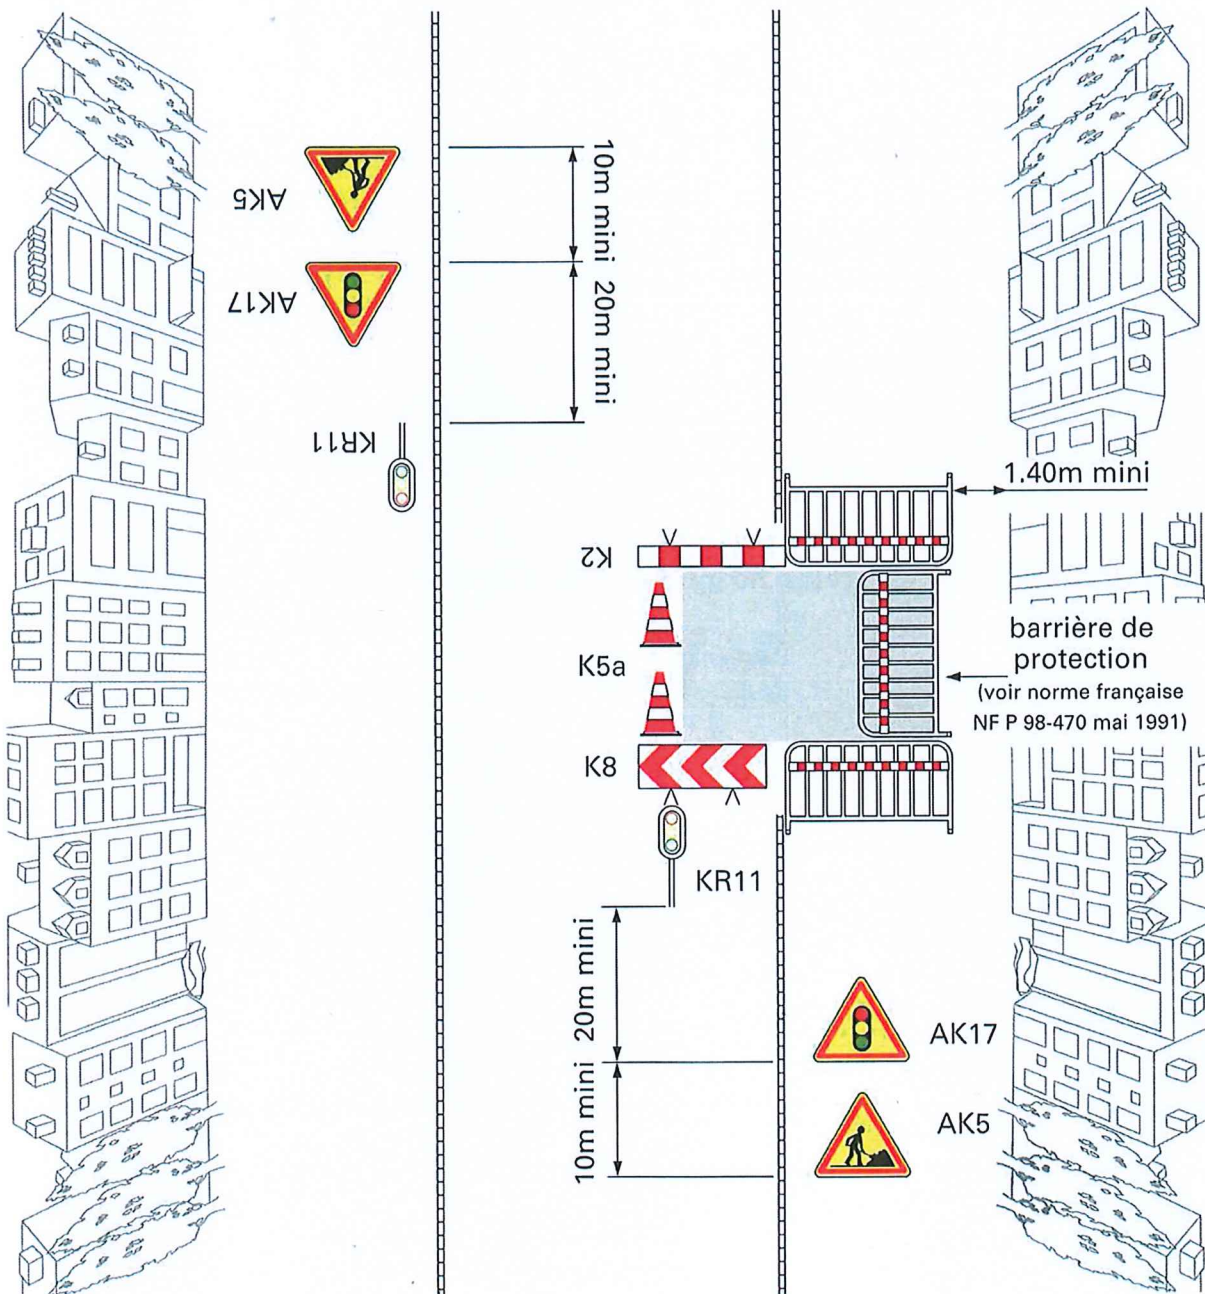 AK5
10m mini
AK17
20m mini
KR11
1.40m mini
K2
barrière de
protection
(voir norme française
NF P 98-470 mai 1991)
K5a
K8
KR11
20m mini
AK17
10m mini
AK5